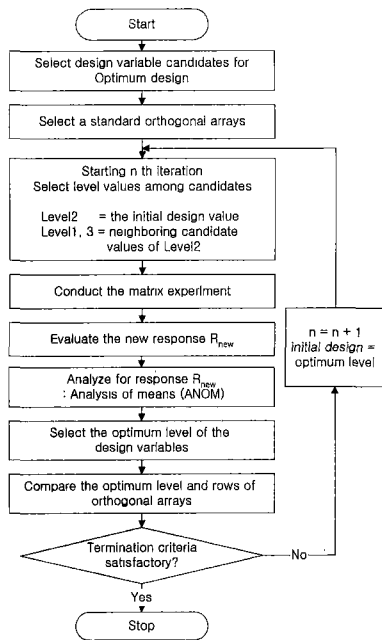 Start
Select design variable candidates for
Optimum design
Select a standard orthogonal arrays
Starting n th iteration
Select level values among candidates
Level2 = the initial design value
Level1, 3 = neighboring candidate
values of Level2
Conduct the matrix experiment
Evaluate the new response Rnew
Analyze for response Rnew
: Analysis of means (ANOM)
Select the optimum level of the
design variables
Compare the optimum level and rows of
orthogonal arrays
Termination criteria
satisfactory?
No
n = n + 1
initial design =
optimum level
Yes
Stop